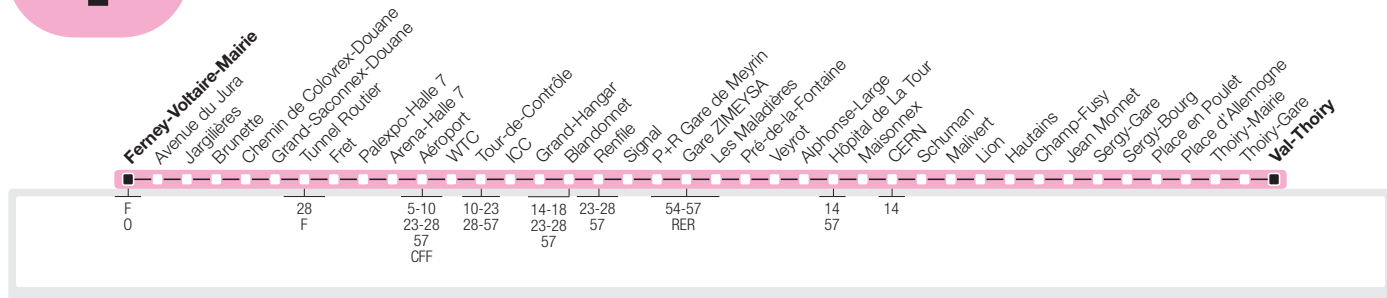 Ferney-Voltaire-Mairie
Avenue du Jura
Jargilières
Brunette
Chemin de Colovrex-Douane
Grand-Saconnex-Douane
Tunnel Routier
Fret
Palexpo-Halle 7
Arena-Halle 7
Aéroport
WTC
Tour-de-Contrôle
ICC
Grand-Hangar
Blandonnet
Renfile
Signal
P+R Gare de Meyrin
Gare ZIMEYSA
Les Maladières
Pré-de-la-Fontaine
Veyrot
Alphonse-Large
Hôpital de La Tour
Maisonnex
CERN
Schuman
Malivert
Lion
Hautains
Champ-Fusy
Jean Monnet
Sergy-Gare
Sergy-Bourg
Place en Poulet
Place d'Allemogne
Thoiry-Mairie
Thoiry-Gare
Val-Thoiry
F
O
28
F
5-10
23-28
57
CFF
10-23
28-57
14-18
23-28
57
23-28
57
54-57
RER
14
57
14